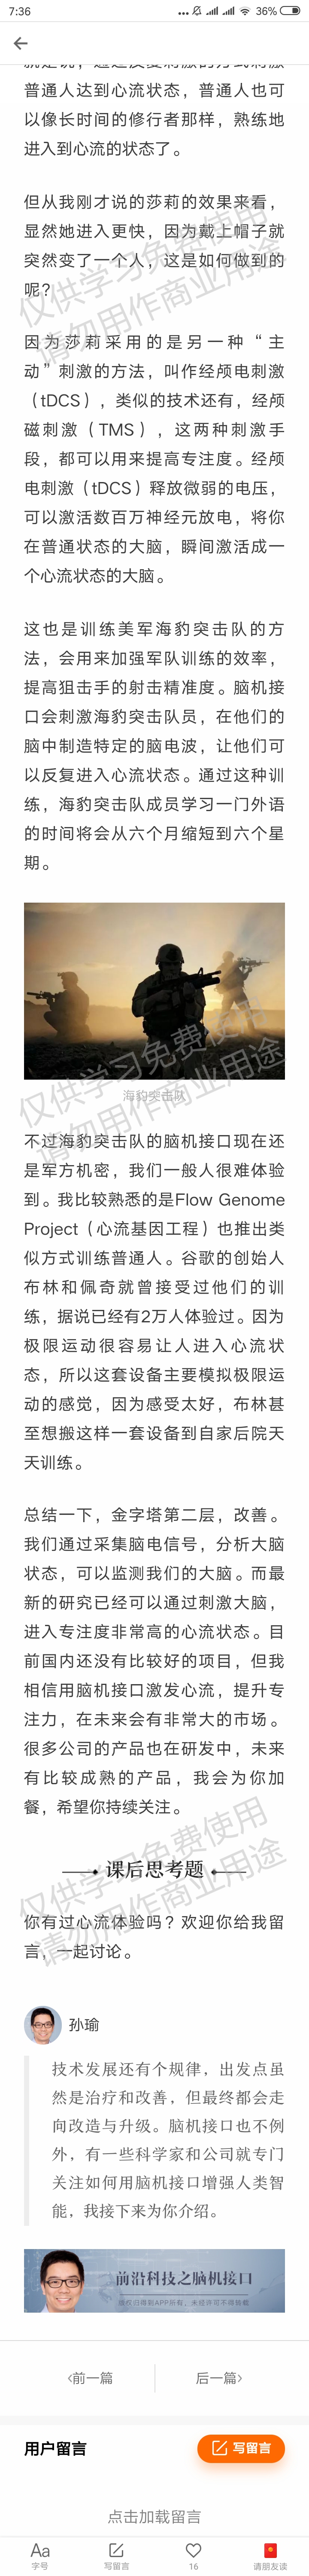 7:36
36%
就是说，通过反复刺激的方式刺激
普通人达到心流状态，普通人也可
以像长时间的修行者那样，熟练地
进入到心流的状态了。
但从我刚才说的莎莉的效果来看，
显然她进入更快，因为戴上帽子就
突然变了一个人，这是如何做到的
呢？
仅供学习免费使用
请勿用作商业用途
因为莎莉采用的是另一种“主
动”刺激的方法，叫作经颅电刺激
（tDCS），类似的技术还有，经颅
磁刺激（TMS），这两种刺激手
段，都可以用来提高专注度。经颅
电刺激（tDCS）释放微弱的电压，
可以激活数百万神经元放电，将你
在普通状态的大脑，瞬间激活成一
个心流状态的大脑。
这也是训练美军海豹突击队的方
法，会用来加强军队训练的效率，
提高狙击手的射击精准度。脑机接
口会刺激海豹突击队员，在他们的
脑中制造特定的脑电波，让他们可
以反复进入心流状态。通过这种训
练，海豹突击队成员学习一门外语
的时间将会从六个月缩短到六个星
期。
仅供学习免费使用
请勿用作商业用途
海豹突击队
不过海豹突击队的脑机接口现在还
是军方机密，我们一般人很难体验
到。我比较熟悉的是Flow Genome
Project（心流基因工程）也推出类
似方式训练普通人。谷歌的创始人
布林和佩奇就曾接受过他们的训
练，据说已经有2万人体验过。因为
极限运动很容易让人进入心流状
态，所以这套设备主要模拟极限运
动的感觉，因为感受太好，布林甚
至想搬这样一套设备到自家后院天
天训练。
总结一下，金字塔第二层，改善。
我们通过采集脑电信号，分析大脑
状态，可以监测我们的大脑。而最
新的研究已经可以通过刺激大脑，
进入专注度非常高的心流状态。目
前国内还没有比较好的项目，但我
相信用脑机接口激发心流，提升专
注力，在未来会有非常大的市场。
很多公司的产品也在研发中，未来
有比较成熟的产品，我会为你加
餐，希望你持续关注。
仅供学习免费使用
请勿用作商业用途
课后思考题
你有过心流体验吗？欢迎你给我留
言，一起讨论。
孙瑜
技术发展还有个规律，出发点虽
然是治疗和改善，但最终都会走
向改造与升级。脑机接口也不例
外，有一些科学家和公司就专门
关注如何用脑机接口增强人类智
能，我接下来为你介绍。
前沿科技之脑机接口
版权归得到APP所有，未经许可不得转载
前一篇
后一篇
用户留言
写留言
点击加载留言
Aa
字号
写留言
16
请朋友读